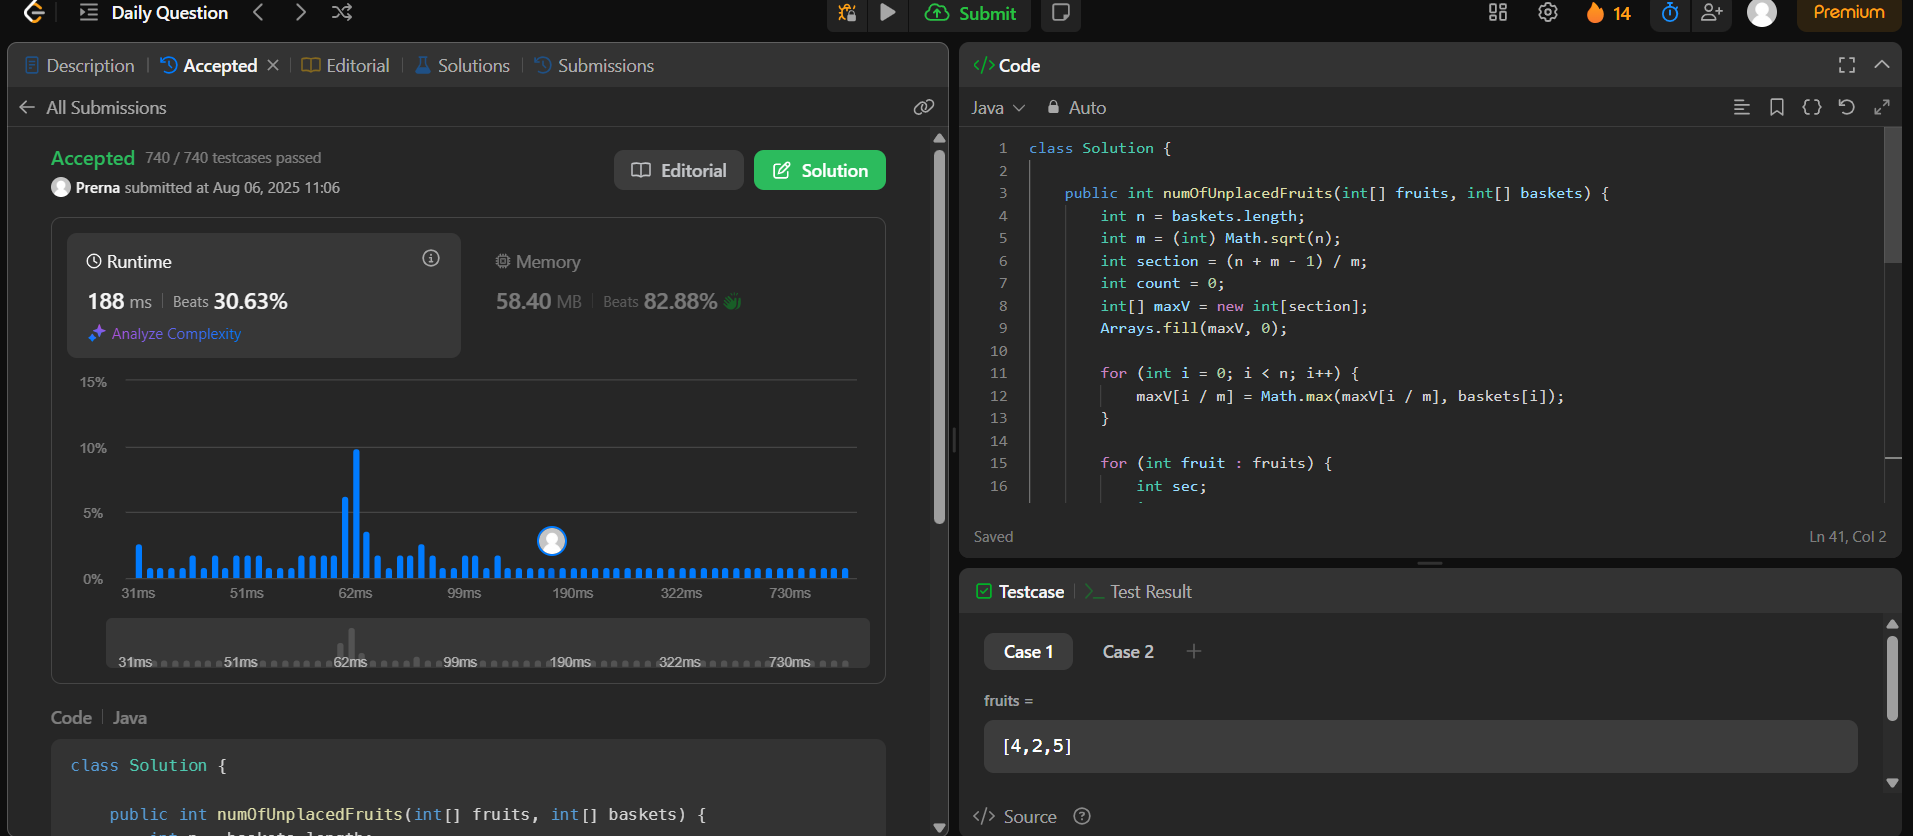 Daily Question
Submit
14
Premium
Description
Accepted
Editorial
Solutions
Submissions
All Submissions
Accepted 740 / 740 testcases passed
Prerna submitted at Aug 06, 2025 11:06
Editorial
Solution
Runtime
188 ms Beats 30.63%
Analyze Complexity
Memory
58.40 MB Beats 82.88%
15%
10%
5%
0%
31ms 51ms 62ms 99ms 190ms 322ms 730ms
31ms 51ms 62ms 99ms 190ms 322ms 730ms
Code Java
class Solution {
public int numOfUnplacedFruits(int[] fruits, int[] baskets) {
int n = baskets.length;
</> Code
Java Auto
1 class Solution {
2
3 public int numOfUnplacedFruits(int[] fruits, int[] baskets) {
4 int n = baskets.length;
5 int m = (int) Math.sqrt(n);
6 int section = (n + m - 1) / m;
7 int count = 0;
8 int[] maxV = new int[section];
9 Arrays.fill(maxV, 0);
10
11 for (int i = 0; i < n; i++) {
12 maxV[i / m] = Math.max(maxV[i / m], baskets[i]);
13 }
14
15 for (int fruit : fruits) {
16 int sec;
Saved
Ln 41, Col 2
Testcase
Test Result
Case 1
Case 2
fruits =
[4,2,5]
</> Source